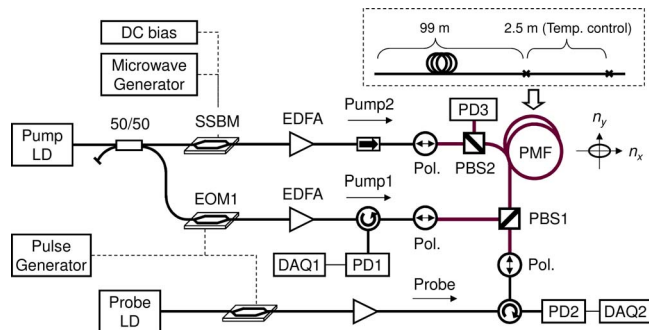 DC bias
Microwave
Generator
99 m
2.5 m (Temp. control)
50/50
SSBM
EDFA
Pump2
PD3
Pump
LD
Pol.
PBS2
PMF
n_y
n_x
EOM1
EDFA
Pump1
Pol.
PBS1
Pulse
Generator
DAQ1
PD1
Pol.
Probe
LD
Probe
PD2
DAQ2